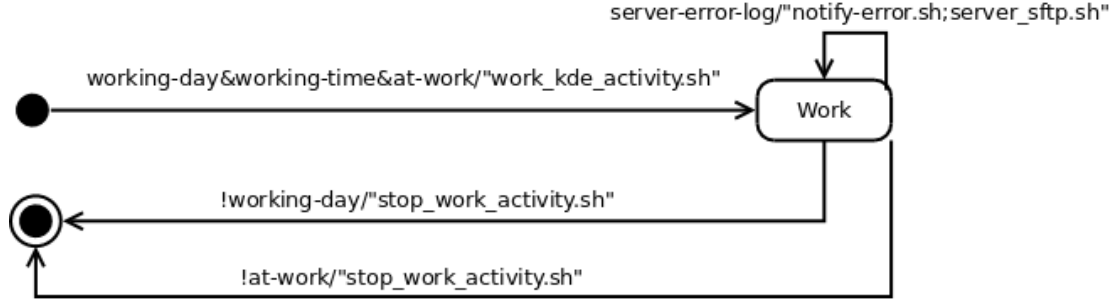 server-error-log/"notify-error.sh;server_sftp.sh"
working-day&working-time&at-work/"work_kde_activity.sh"
Work
!working-day/"stop_work_activity.sh"
!at-work/"stop_work_activity.sh"